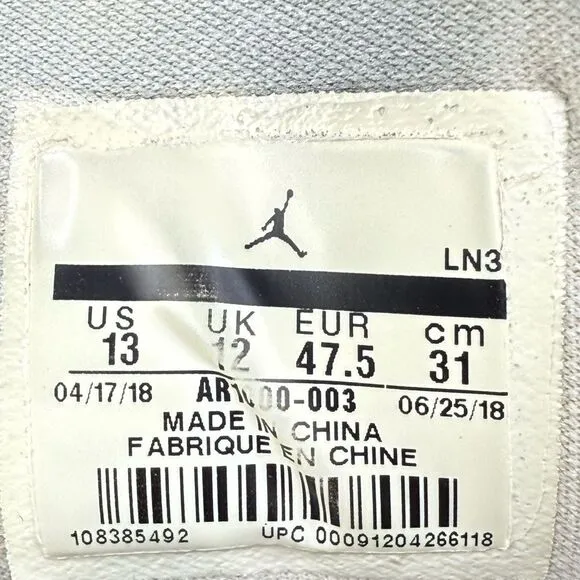 LN3
US UK EUR cm
13 12 47.5 31
04/17/18 06/25/18
MADE IN CHINA
FABRIQUE EN CHINE
108385492 UPC 00091204266118